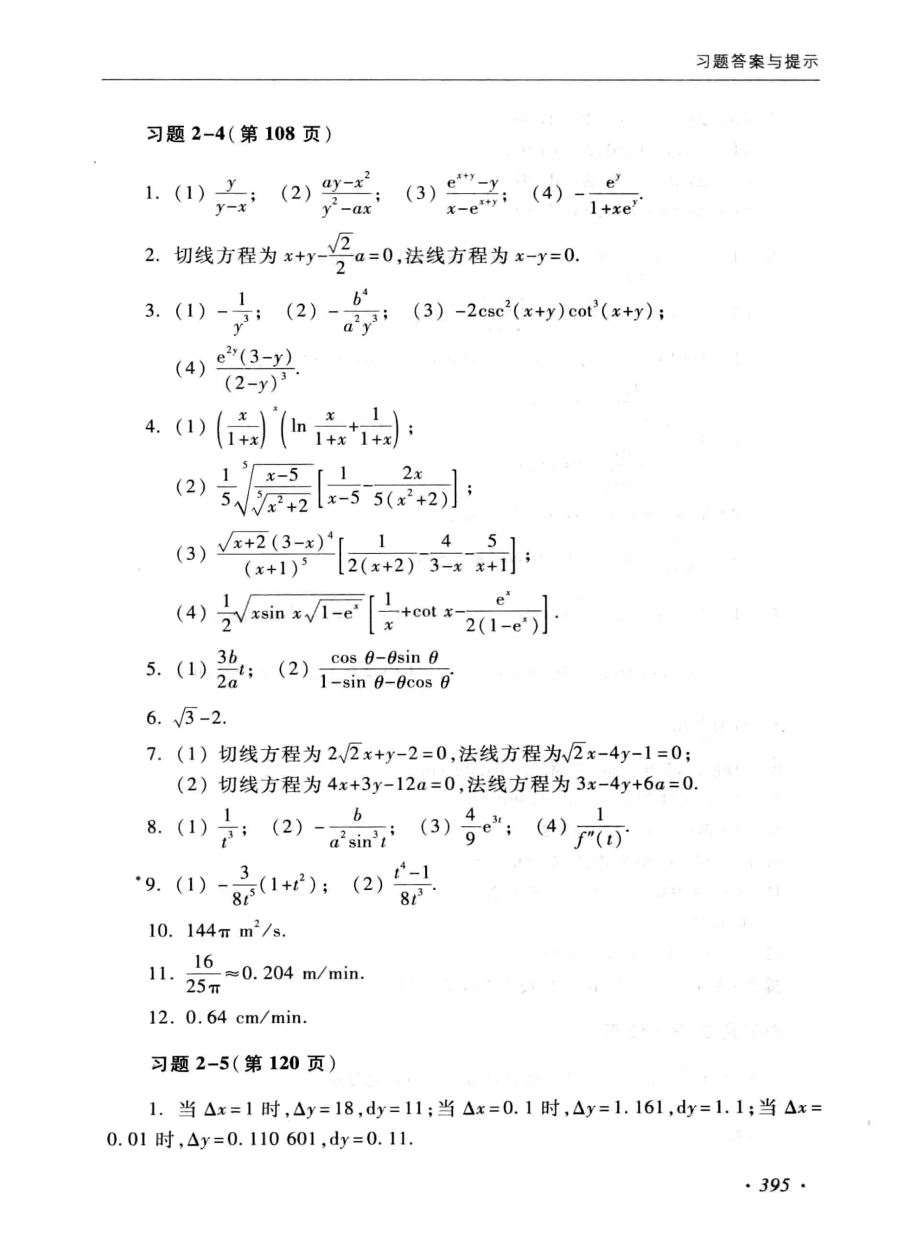 习题答案与提示
习题 2-4(第 108 页)
1. (1) $\frac{y}{y-x}$; (2) $\frac{ay-x^2}{y^2-ax}$; (3) $\frac{e^{x+y}-y}{x-e^{x+y}}$; (4) $-\frac{e^y}{1+xe^y}$.
2. 切线方程为 $x+y-\frac{\sqrt{2}}{2}a=0$,法线方程为 $x-y=0$.
3. (1) $-\frac{1}{y^3}$; (2) $-\frac{b^4}{a^2y^3}$; (3) $-2\csc^2(x+y)\cot^3(x+y)$;
(4) $\frac{e^{2y}(3-y)}{(2-y)^3}$.
4. (1) $\left(\frac{x}{1+x}\right)^x\left(\ln\frac{x}{1+x}+\frac{1}{1+x}\right)$;
(2) $\frac{1}{5}\sqrt[5]{\frac{x-5}{\sqrt[5]{x^2+2}}}\left[\frac{1}{x-5}-\frac{2x}{5(x^2+2)}\right]$;
(3) $\frac{\sqrt{x+2}(3-x)^4}{(x+1)^5}\left[\frac{1}{2(x+2)}-\frac{4}{3-x}-\frac{5}{x+1}\right]$;
(4) $\frac{1}{2}\sqrt{x\sin x\sqrt{1-e^x}}\left[\frac{1}{x}+\cot x-\frac{e^x}{2(1-e^x)}\right]$.
5. (1) $\frac{3b}{2a}t$; (2) $\frac{\cos\theta-\theta\sin\theta}{1-\sin\theta-\theta\cos\theta}$.
6. $\sqrt{3}-2$.
7. (1) 切线方程为 $2\sqrt{2}x+y-2=0$,法线方程为$\sqrt{2}x-4y-1=0$;
(2) 切线方程为 $4x+3y-12a=0$,法线方程为 $3x-4y+6a=0$.
8. (1) $\frac{1}{t^3}$; (2) $-\frac{b}{a^2\sin^3t}$; (3) $\frac{4}{9}e^{3t}$; (4) $\frac{1}{f''(t)}$.
*9. (1) $-\frac{3}{8t^5}(1+t^2)$; (2) $\frac{t^4-1}{8t^3}$.
10. 144π m²/s.
11. $\frac{16}{25π}$≈0.204 m/min.
12. 0.64 cm/min.
习题 2-5(第 120 页)
1. 当 Δx=1 时,Δy=18,dy=11;当 Δx=0.1 时,Δy=1.161,dy=1.1;当 Δx=
0.01 时,Δy=0.110 601,dy=0.11.
· 395 ·